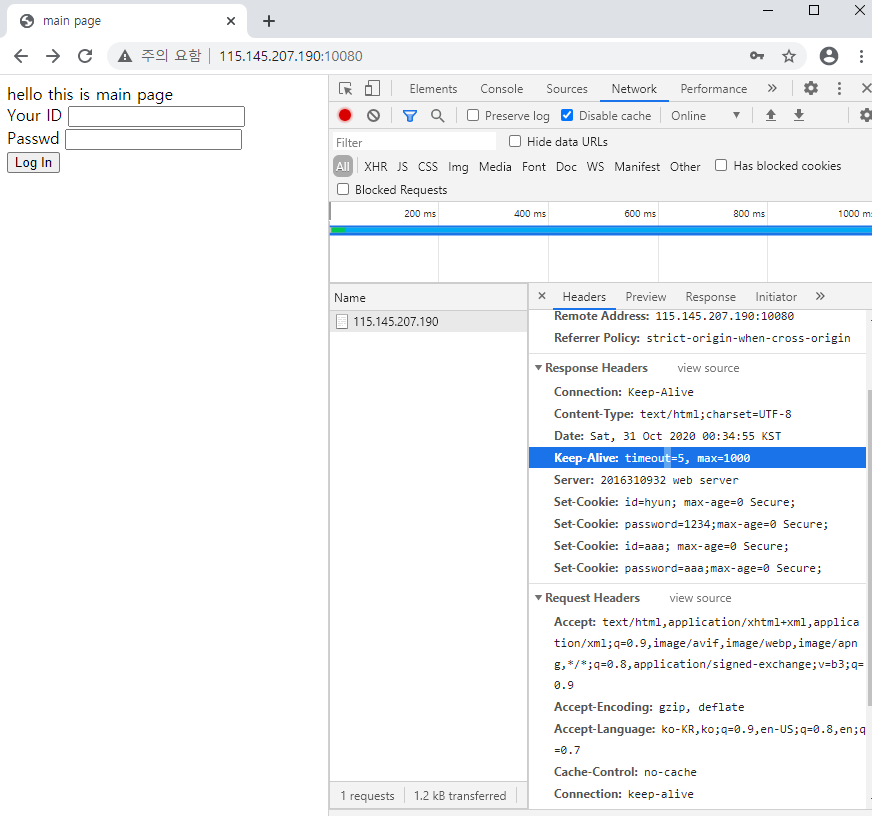 main page
주의 요함 115.145.207.190:10080
hello this is main page
Your ID
Passwd
Log In
Elements Console Sources Network Performance
Preserve log Disable cache Online
Filter Hide data URLs
All XHR JS CSS Img Media Font Doc WS Manifest Other Has blocked cookies
Blocked Requests
200 ms 400 ms 600 ms 800 ms 1000 ms
Name
115.145.207.190
1 requests 1.2 kB transferred
Headers Preview Response Initiator
Remote Address: 115.145.207.190:10080
Referrer Policy: strict-origin-when-cross-origin
Response Headers view source
Connection: Keep-Alive
Content-Type: text/html;charset=UTF-8
Date: Sat, 31 Oct 2020 00:34:55 KST
Keep-Alive: timeout=5, max=1000
Server: 2016310932 web server
Set-Cookie: id=hyun; max-age=0 Secure;
Set-Cookie: password=1234;max-age=0 Secure;
Set-Cookie: id=aaa; max-age=0 Secure;
Set-Cookie: password=aaa;max-age=0 Secure;
Request Headers view source
Accept: text/html,application/xhtml+xml,applica
tion/xml;q=0.9,image/avif,image/webp,image/apn
g,*/*;q=0.8,application/signed-exchange;v=b3;q=
0.9
Accept-Encoding: gzip, deflate
Accept-Language: ko-KR,ko;q=0.9,en-US;q=0.8,en;q
=0.7
Cache-Control: no-cache
Connection: keep-alive